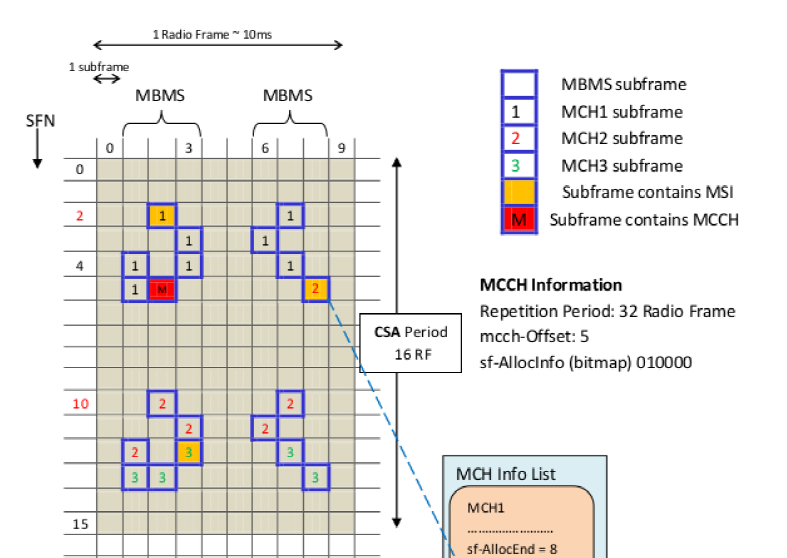 1 Radio Frame ~ 10ms
1 subframe
MBMS MBMS
SFN
0 3 6 9
0
2 1 1
1 1
4 1 1 1
1 M 2
10 2 2
2 2
2 3 3
3 3 3
15
CSA Period
16 RF
MBMS subframe
1 MCH1 subframe
2 MCH2 subframe
3 MCH3 subframe
Subframe contains MSI
M Subframe contains MCCH
MCCH Information
Repetition Period: 32 Radio Frame
mcch-Offset: 5
sf-AllocInfo (bitmap) 010000
MCH Info List
MCH1
..........................
sf-AllocEnd = 8